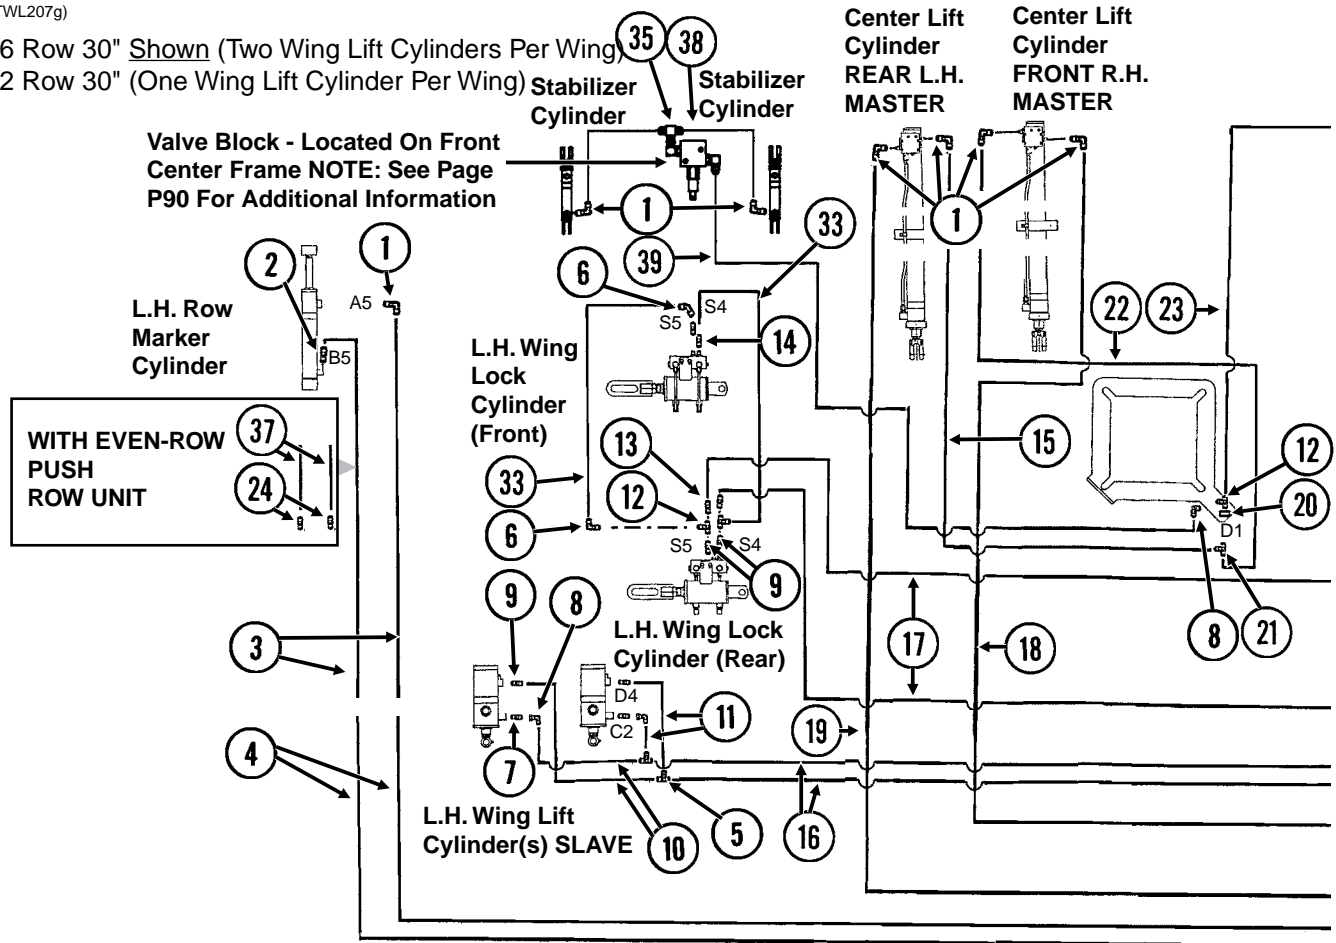 TWL207g)
6 Row 30" Shown (Two Wing Lift Cylinders Per Wing)
2 Row 30" (One Wing Lift Cylinder Per Wing)
35
38
Stabilizer
Cylinder
Stabilizer
Cylinder
Center Lift
Cylinder
REAR L.H.
MASTER
Center Lift
Cylinder
FRONT R.H.
MASTER
Valve Block - Located On Front
Center Frame NOTE: See Page
P90 For Additional Information
1
1
33
39
2
1
6
A5
S4
S5
B5
L.H. Row
Marker
Cylinder
14
22
23
L.H. Wing
Lock
Cylinder
(Front)
WITH EVEN-ROW
PUSH
ROW UNIT
37
24
13
33
12
6
S5
S4
15
12
20
D1
9
8
9
L.H. Wing Lock
Cylinder (Rear)
17
18
8
21
3
D4
C2
11
19
4
7
L.H. Wing Lift
Cylinder(s) SLAVE
10
5
16